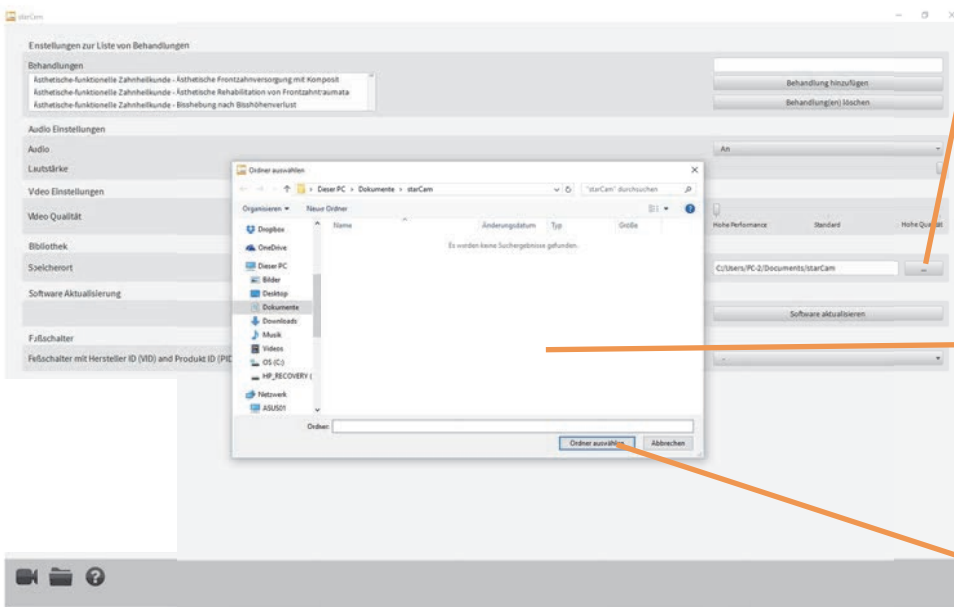 starCam
Einstellungen zur Liste von Behandlungen
Behandlungen
Ästhetische-funktionelle Zahnheilkunde - Ästhetische Frontzahnversorgung mit Komposit
Ästhetische-funktionelle Zahnheilkunde - Ästhetische Rehabilitation von Frontzahntraumata
Ästhetische-funktionelle Zahnheilkunde - Bisshebung nach Bisshöhenverlust
Behandlung hinzufügen
Behandlung(en) löschen
Audio Einstellungen
Audio
An
Lautstärke
Video Einstellungen
Video Qualität
Hohe Performance
Standard
Hohe Qualität
Bibliothek
Speicherort
C:/Users/PC-2/Documents/starCam
...
Software Aktualisierung
Software aktualisieren
Fußschalter
Fußschalter mit Hersteller ID (VID) and Produkt ID (PID
-
Ordner auswählen
Dieser PC > Dokumente > starCam
"starCam" durchsuchen
Organisieren
Neuer Ordner
Name
Änderungsdatum
Typ
Größe
Es wurden keine Suchergebnisse gefunden.
Dropbox
OneDrive
Dieser PC
Bilder
Desktop
Dokumente
Downloads
Musik
Videos
OS (C:)
HP_RECOVERY (
Netzwerk
ASUS01
Ordner:
Ordner auswählen
Abbrechen